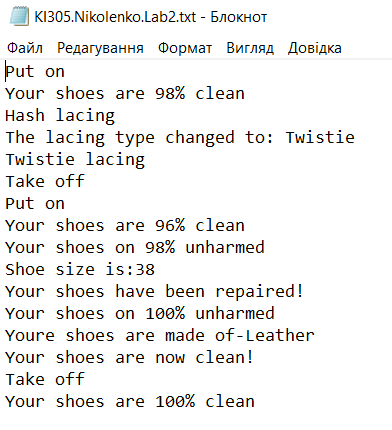 KI305.Nikolenko.Lab2.txt - Блокнот
Файл Редагування Формат Вигляд Довідка
Put on
Your shoes are 98% clean
Hash lacing
The lacing type changed to: Twistie
Twistie lacing
Take off
Put on
Your shoes are 96% clean
Your shoes on 98% unharmed
Shoe size is:38
Your shoes have been repaired!
Your shoes on 100% unharmed
Youre shoes are made of-Leather
Your shoes are now clean!
Take off
Your shoes are 100% clean